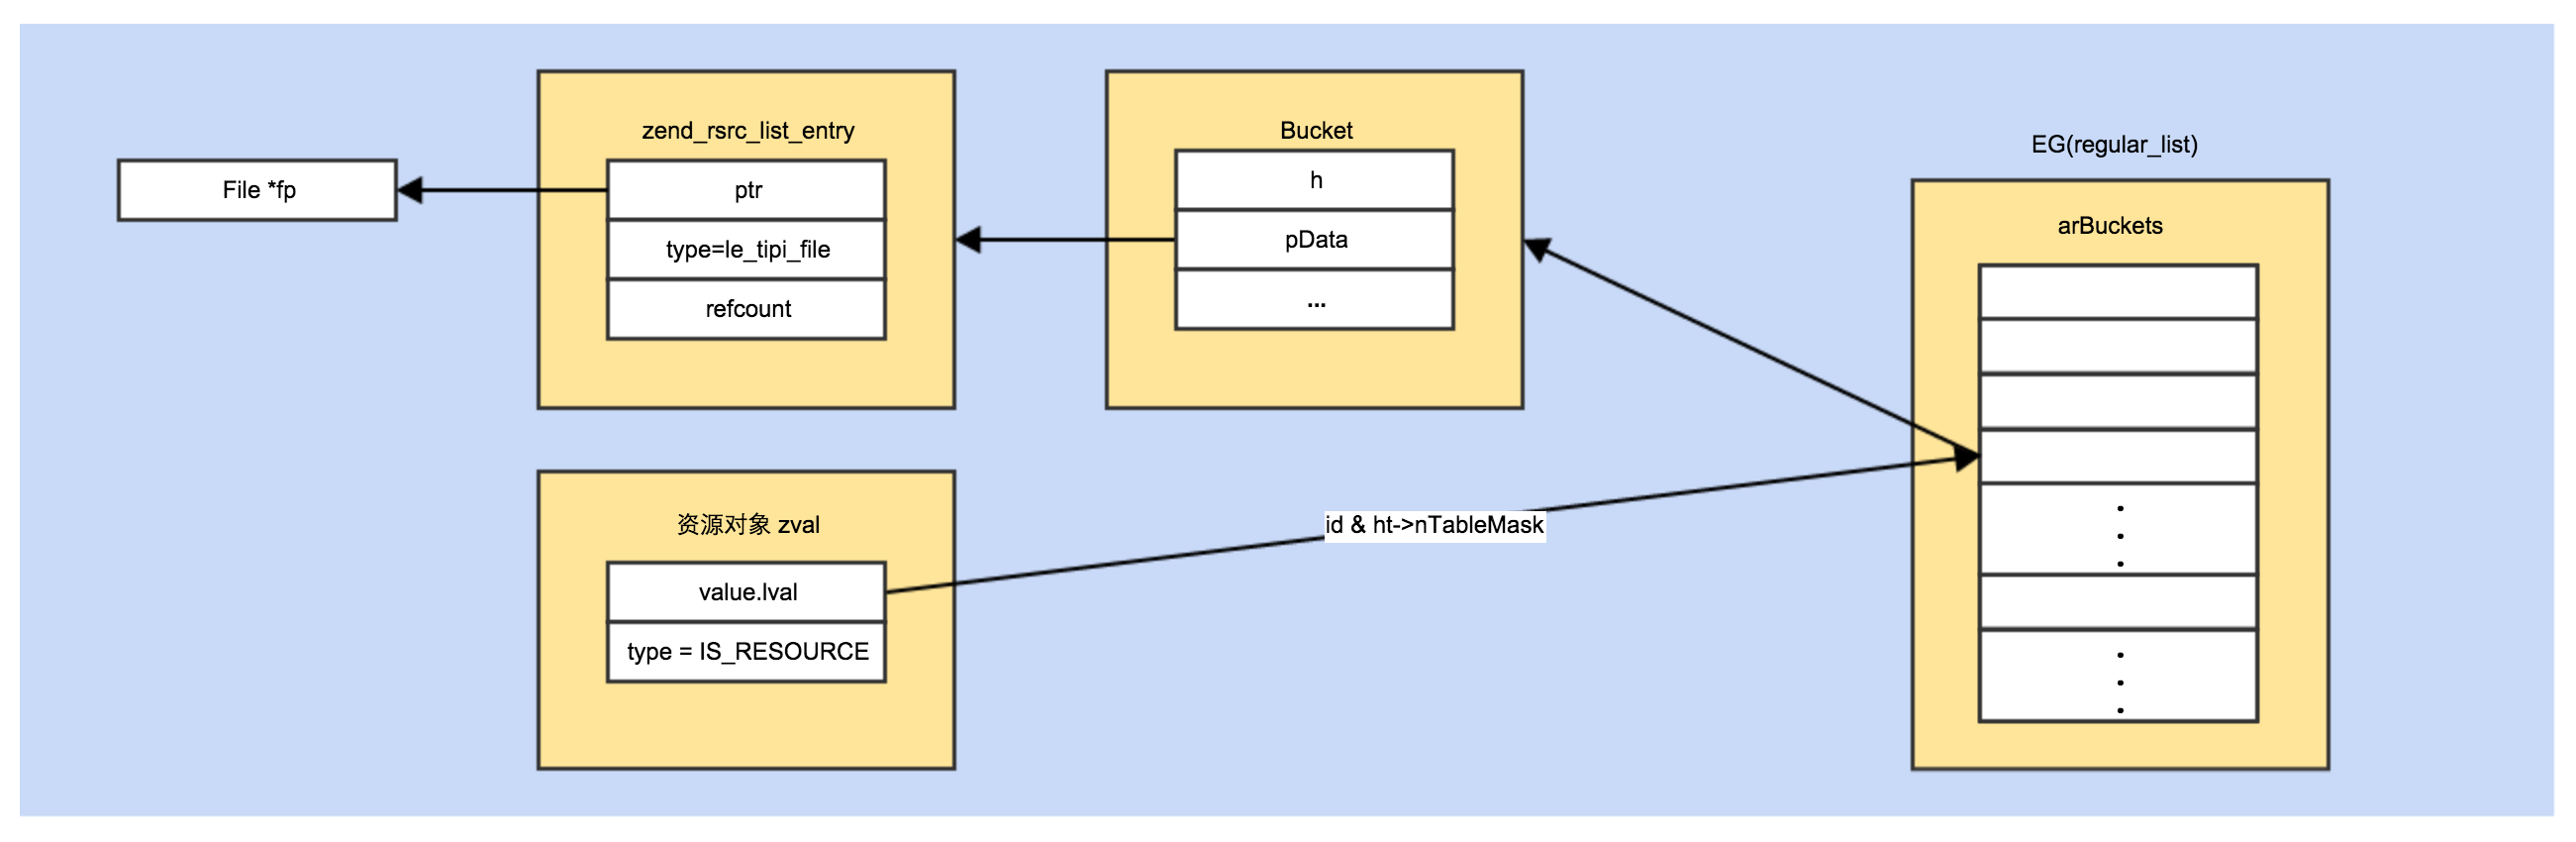 zend_rsrc_list_entry
File *fp
ptr
type=le_tipi_file
refcount
Bucket
h
pData
...
EG(regular_list)
arBuckets
资源对象 zval
value.lval
type = IS_RESOURCE
id & ht->nTableMask